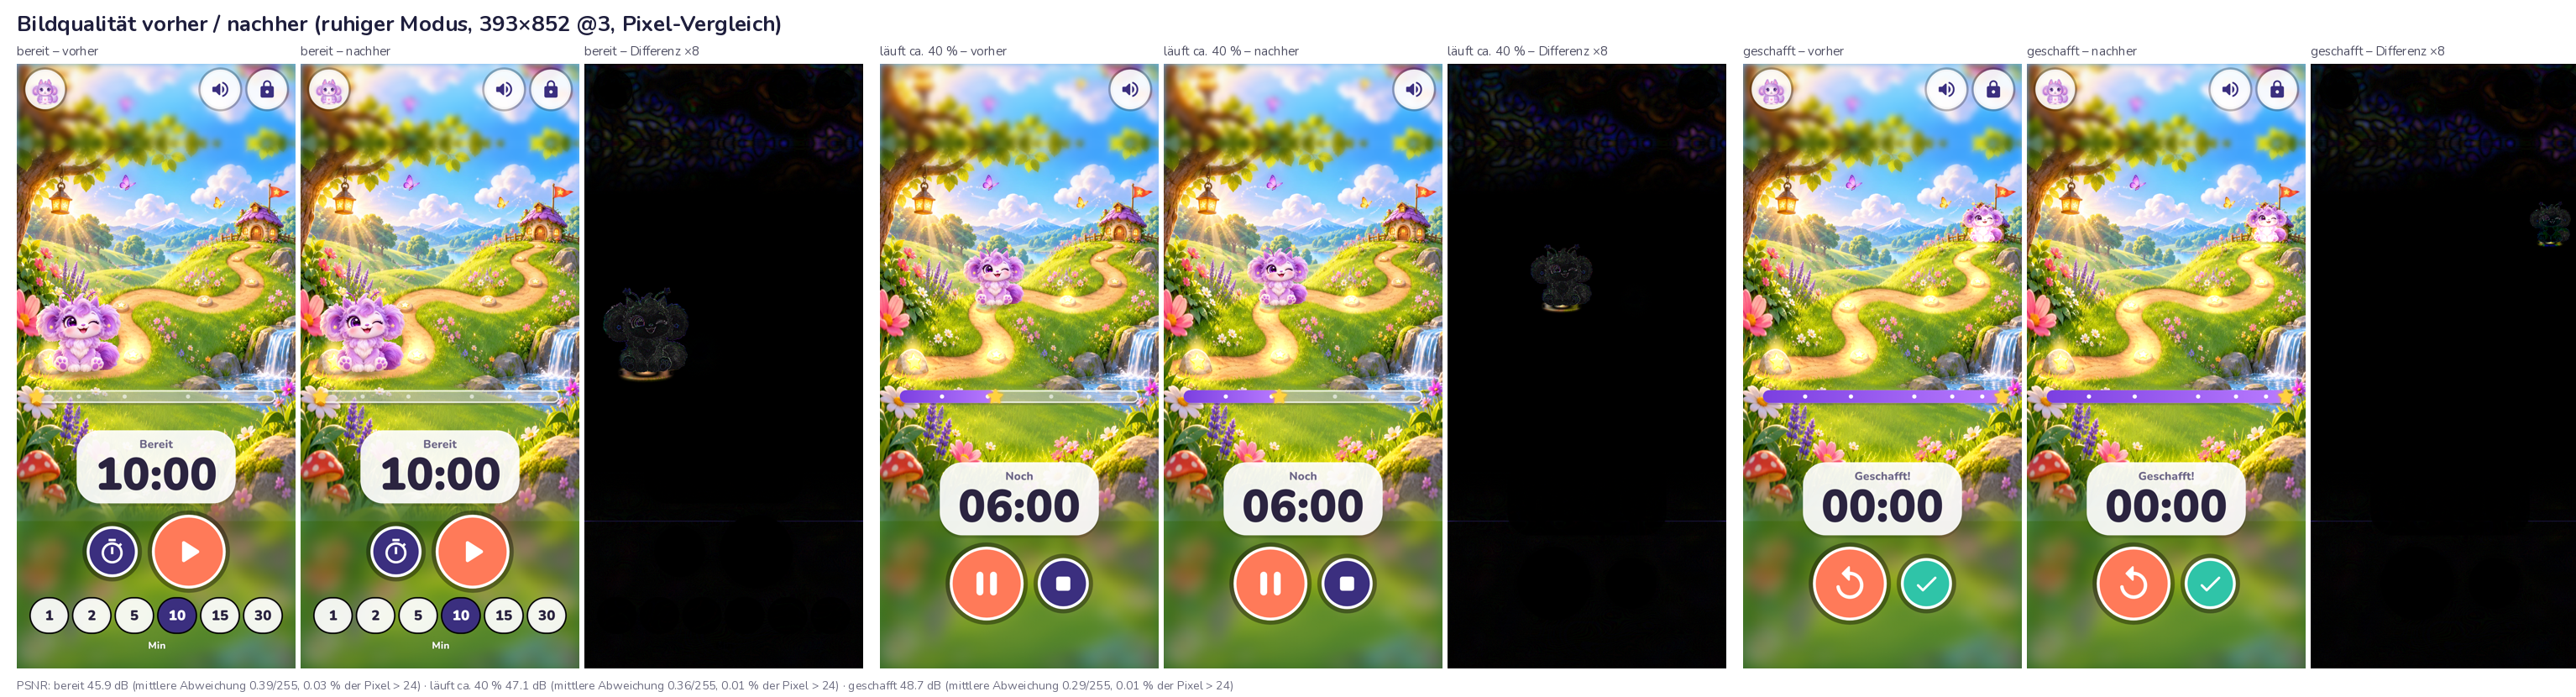 Bildqualität vorher / nachher (ruhiger Modus, 393×852 @3, Pixel-Vergleich)
bereit – vorher
bereit – nachher
bereit – Differenz ×8
läuft ca. 40 % – vorher
läuft ca. 40 % – nachher
läuft ca. 40 % – Differenz ×8
geschafft – vorher
geschafft – nachher
geschafft – Differenz ×8
Bereit
10:00
1 2 5 10 15 30
Min
Bereit
10:00
1 2 5 10 15 30
Min
Noch
06:00
Noch
06:00
Geschafft!
00:00
Geschafft!
00:00
PSNR: bereit 45.9 dB (mittlere Abweichung 0.39/255, 0.03 % der Pixel > 24) · läuft ca. 40 % 47.1 dB (mittlere Abweichung 0.36/255, 0.01 % der Pixel > 24) · geschafft 48.7 dB (mittlere Abweichung 0.29/255, 0.01 % der Pixel > 24)